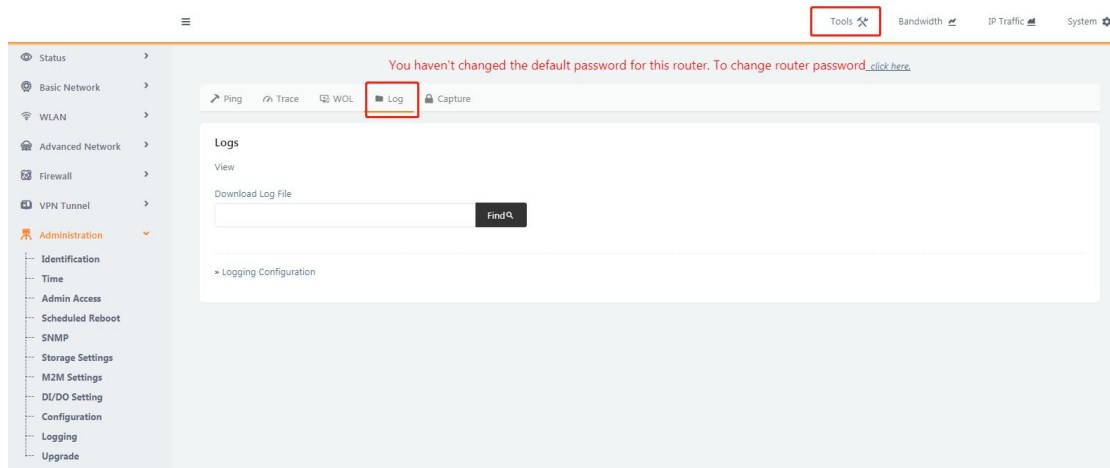 Tools
Bandwidth
IP Traffic
System
Status
Basic Network
WLAN
Advanced Network
Firewall
VPN Tunnel
Administration
Identification
Time
Admin Access
Scheduled Reboot
SNMP
Storage Settings
M2M Settings
DI/DO Setting
Configuration
Logging
Upgrade
You haven't changed the default password for this router. To change router password click here.
Ping
Trace
WOL
Log
Capture
Logs
View
Download Log File
Find
» Logging Configuration